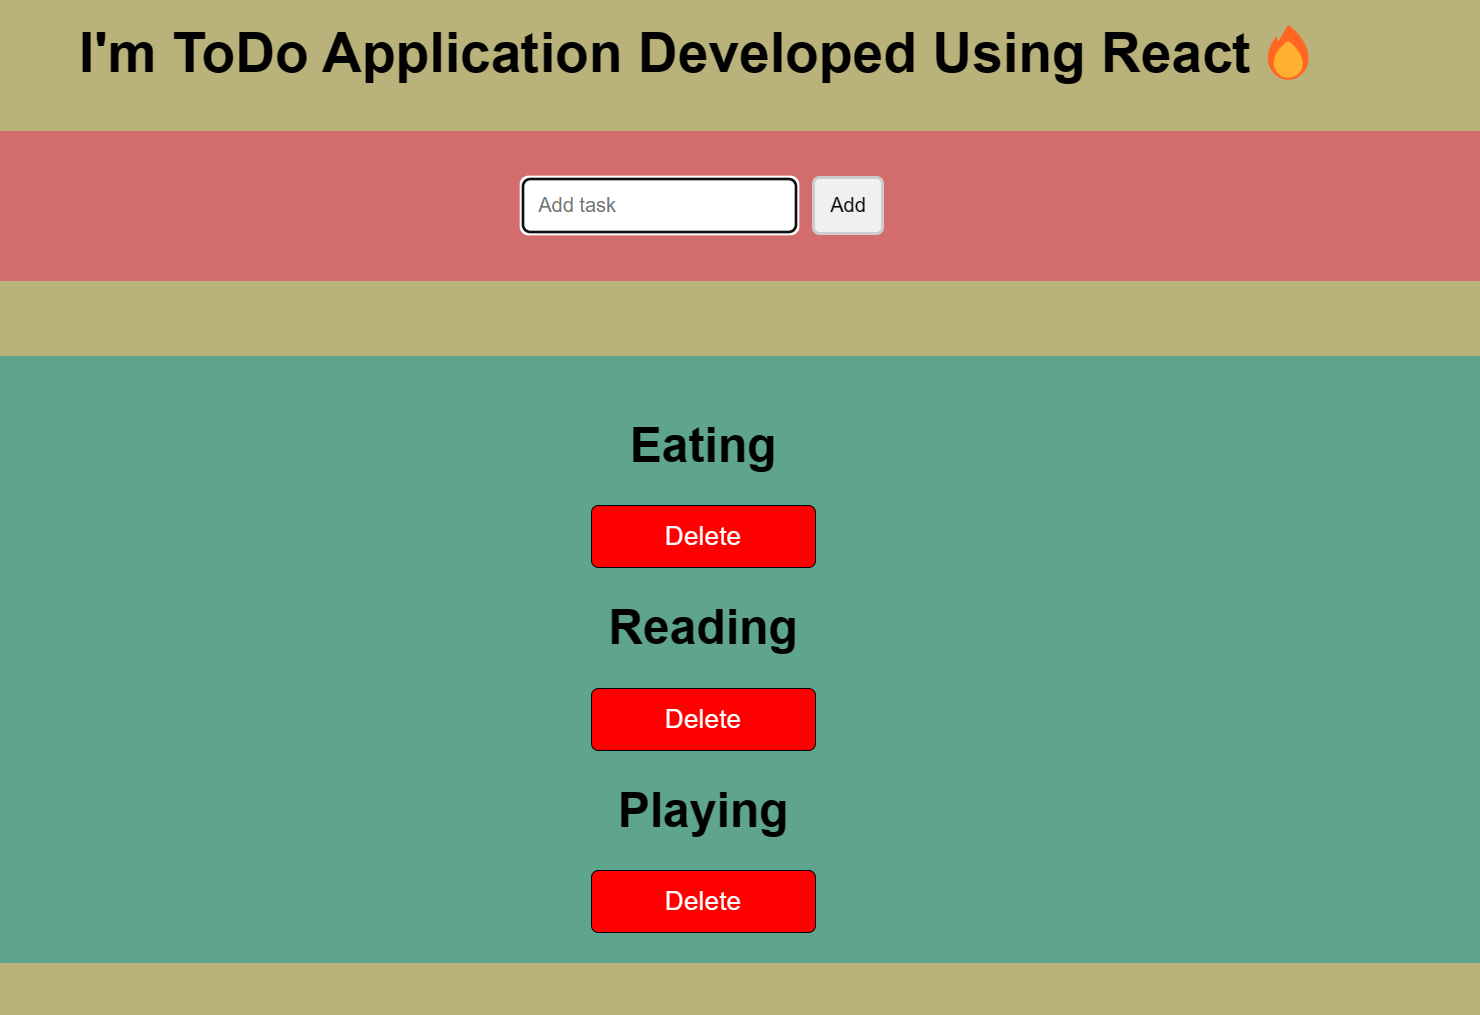 I'm ToDo Application Developed Using React 🔥
Add task
Add
Eating
Delete
Reading
Delete
Playing
Delete